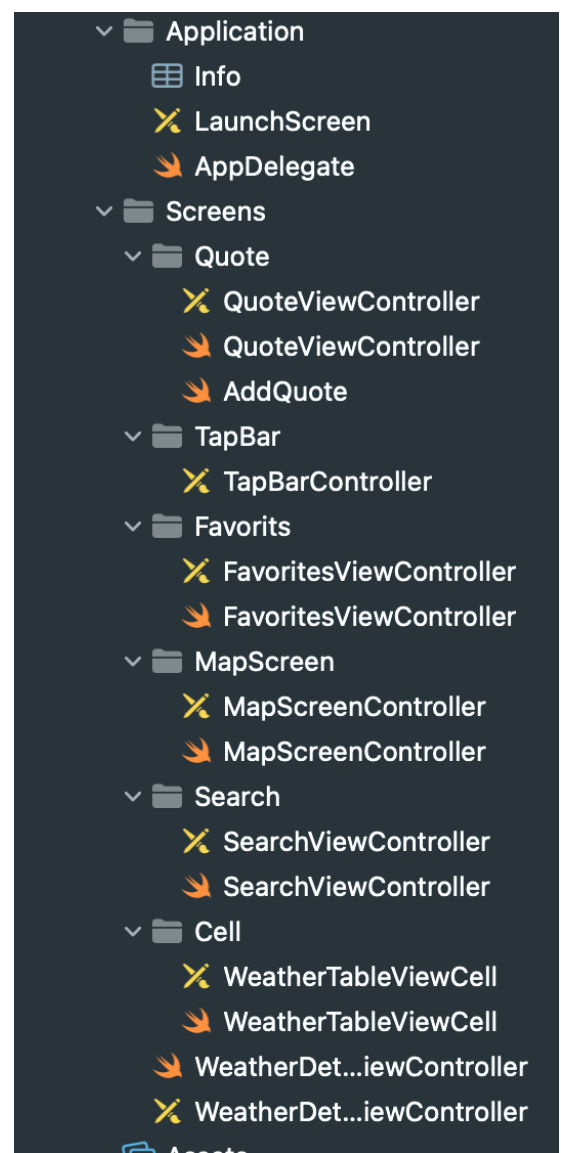 Application
Info
LaunchScreen
AppDelegate
Screens
Quote
QuoteViewController
QuoteViewController
AddQuote
TapBar
TapBarController
Favorits
FavoritesViewController
FavoritesViewController
MapScreen
MapScreenController
MapScreenController
Search
SearchViewController
SearchViewController
Cell
WeatherTableViewCell
WeatherTableViewCell
WeatherDet...iewController
WeatherDet...iewController
Assets